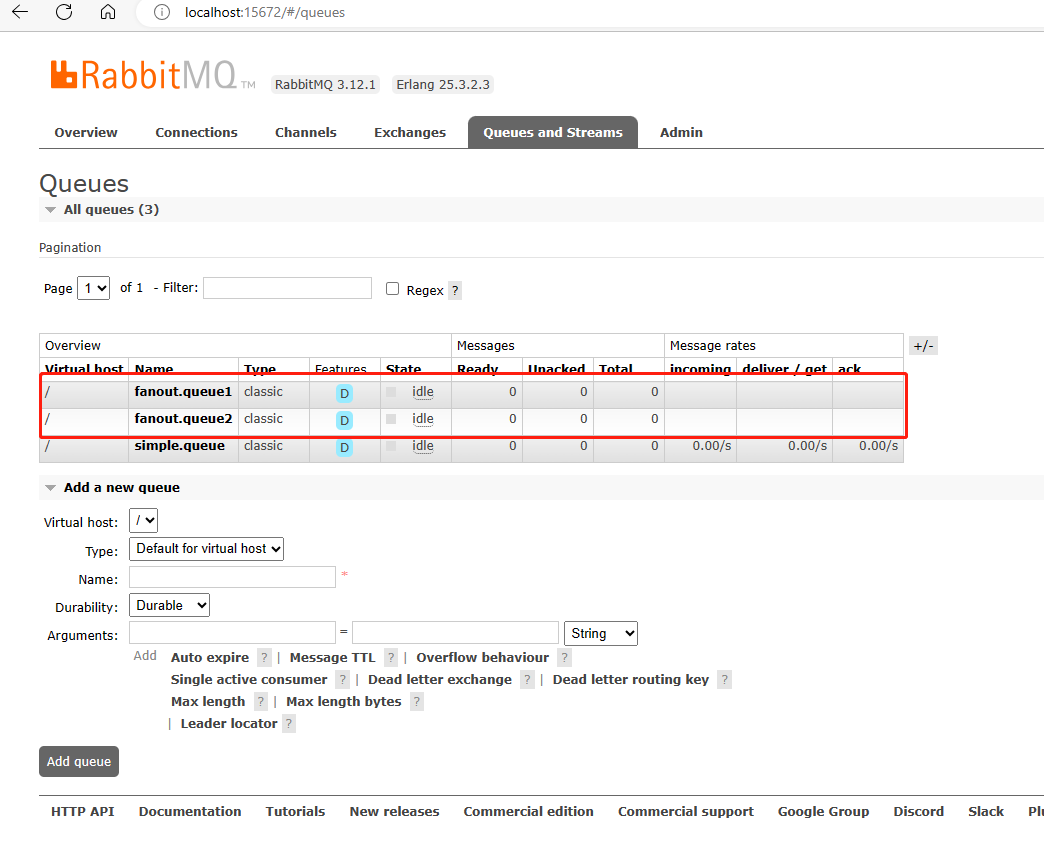 localhost:15672/#/queues
RabbitMQ TM RabbitMQ 3.12.1 Erlang 25.3.2.3
Overview Connections Channels Exchanges Queues and Streams Admin
Queues
All queues (3)
Pagination
Page 1 of 1 - Filter: Regex ?
Overview Messages Message rates +/-
Virtual host Name Type Features State Ready Unacked Total incoming deliver / get ack
/ fanout.queue1 classic D idle 0 0 0
/ fanout.queue2 classic D idle 0 0 0
/ simple.queue classic D idle 0 0 0 0.00/s 0.00/s 0.00/s
Add a new queue
Virtual host: /
Type: Default for virtual host
Name: *
Durability: Durable
Arguments: = String
Add Auto expire ? | Message TTL ? | Overflow behaviour ?
Single active consumer ? | Dead letter exchange ? | Dead letter routing key ?
Max length ? | Max length bytes ?
| Leader locator ?
Add queue
HTTP API Documentation Tutorials New releases Commercial edition Commercial support Google Group Discord Slack